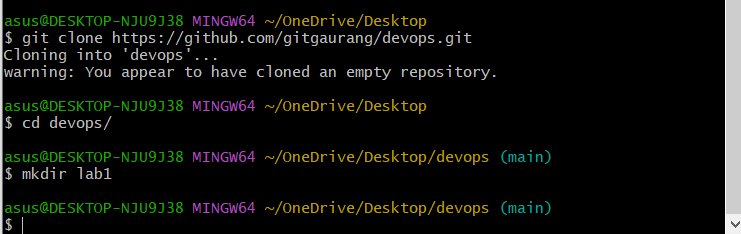 asus@DESKTOP-NJU9J38 MINGW64 ~/OneDrive/Desktop
$ git clone https://github.com/gitgaurang/devops.git
Cloning into 'devops'...
warning: You appear to have cloned an empty repository.
asus@DESKTOP-NJU9J38 MINGW64 ~/OneDrive/Desktop
$ cd devops/
asus@DESKTOP-NJU9J38 MINGW64 ~/OneDrive/Desktop/devops (main)
$ mkdir lab1
asus@DESKTOP-NJU9J38 MINGW64 ~/OneDrive/Desktop/devops (main)
$